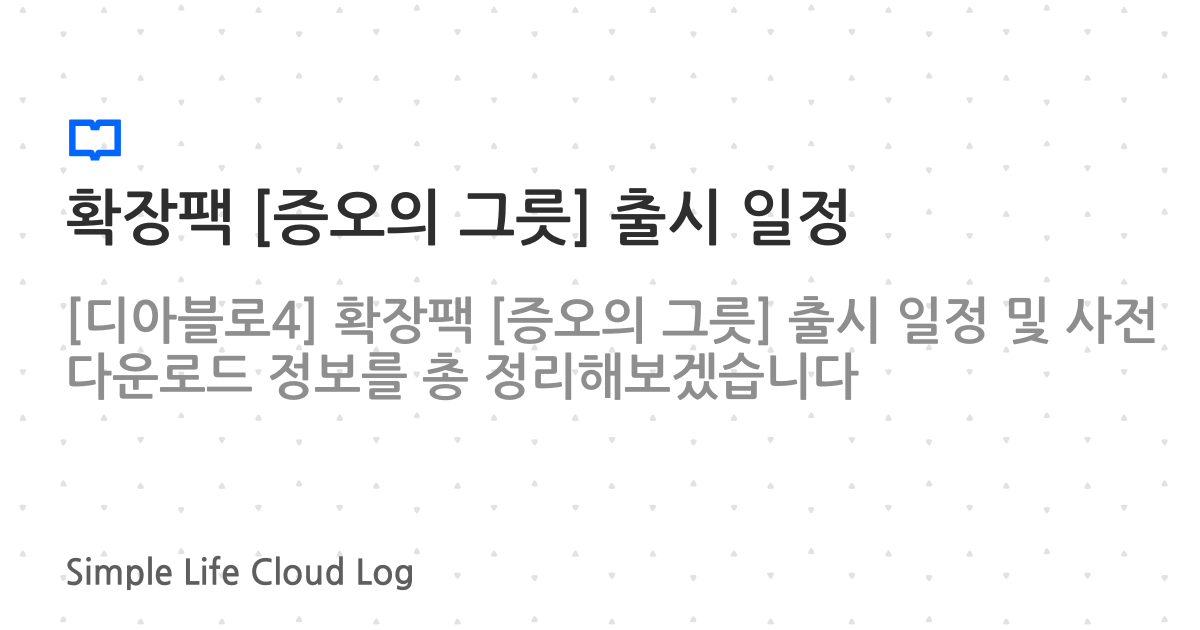 확장팩 [증오의 그릇] 출시 일정
[디아블로4] 확장팩 [증오의 그릇] 출시 일정 및 사전
다운로드 정보를 총 정리해보겠습니다
Simple Life Cloud Log